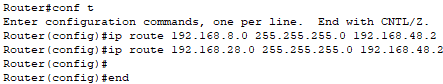 Router#conf t
Enter configuration commands, one per line.  End with CNTL/Z.
Router(config)#ip route 192.168.8.0 255.255.255.0 192.168.48.2
Router(config)#ip route 192.168.28.0 255.255.255.0 192.168.48.2
Router(config)#
Router(config)#end